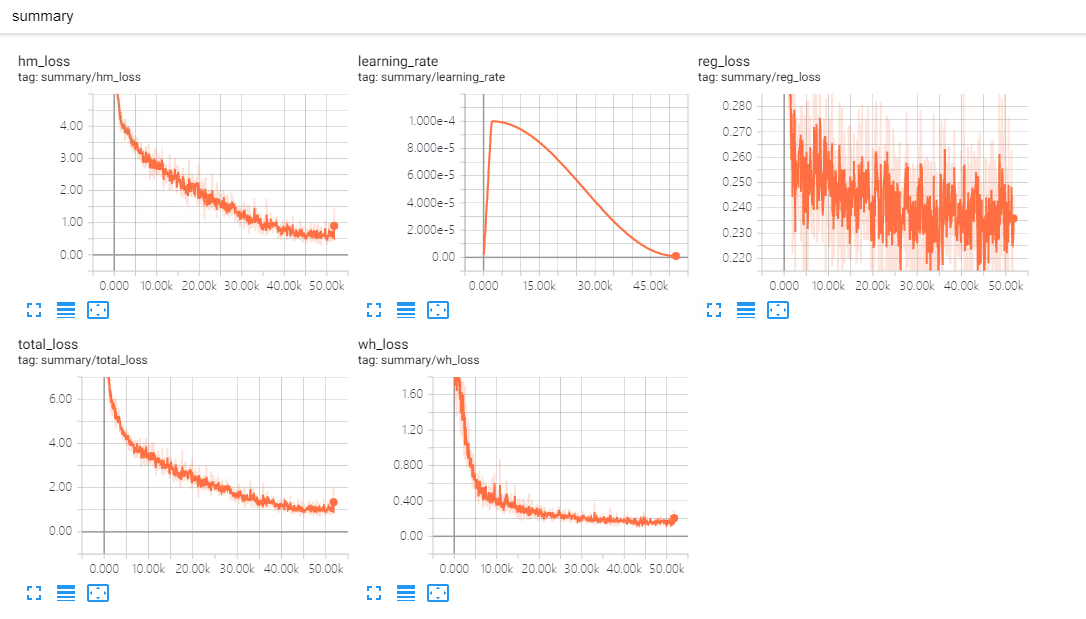 summary
hm_loss
tag: summary/hm_loss
4.00
3.00
2.00
1.00
0.00
0.000 10.00k 20.00k 30.00k 40.00k 50.00k
learning_rate
tag: summary/learning_rate
1.000e-4
8.000e-5
6.000e-5
4.000e-5
2.000e-5
0.00
0.000 15.00k 30.00k 45.00k
reg_loss
tag: summary/reg_loss
0.280
0.270
0.260
0.250
0.240
0.230
0.220
0.000 10.00k 20.00k 30.00k 40.00k 50.00k
total_loss
tag: summary/total_loss
6.00
4.00
2.00
0.00
0.000 10.00k 20.00k 30.00k 40.00k 50.00k
wh_loss
tag: summary/wh_loss
1.60
1.20
0.800
0.400
0.00
0.000 10.00k 20.00k 30.00k 40.00k 50.00k